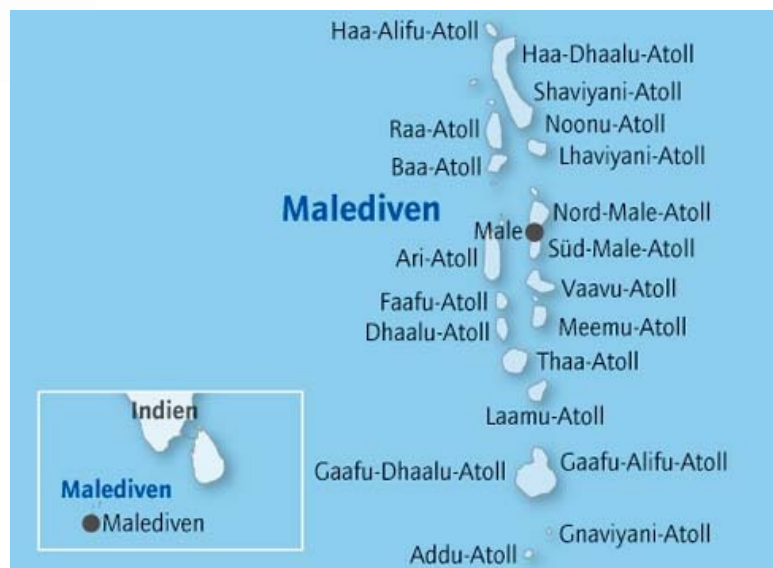 Haa-Alifu-Atoll
Haa-Dhaalu-Atoll
Shaviyani-Atoll
Raa-Atoll
Noonu-Atoll
Baa-Atoll
Lhaviyani-Atoll
Malediven
Nord-Male-Atoll
Male
Süd-Male-Atoll
Ari-Atoll
Vaavu-Atoll
Faafu-Atoll
Meemu-Atoll
Dhaalu-Atoll
Thaa-Atoll
Laamu-Atoll
Gaafu-Dhaalu-Atoll
Gaafu-Alifu-Atoll
Gnaviyani-Atoll
Addu-Atoll
Indien
Malediven
Malediven